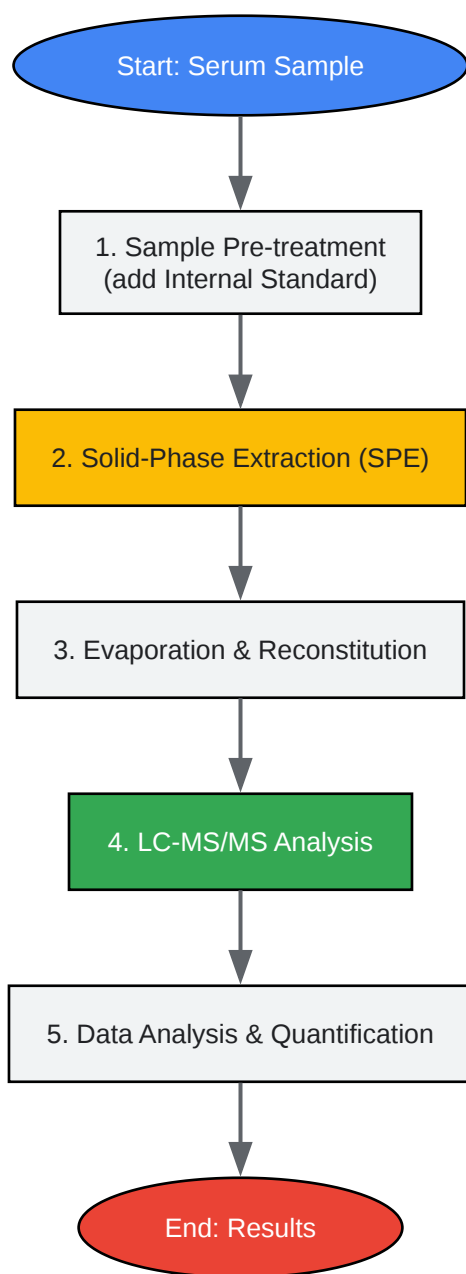 Start: Serum Sample
1. Sample Pre-treatment
(add Internal Standard)
2. Solid-Phase Extraction (SPE)
3. Evaporation & Reconstitution
4. LC-MS/MS Analysis
5. Data Analysis & Quantification
End: Results